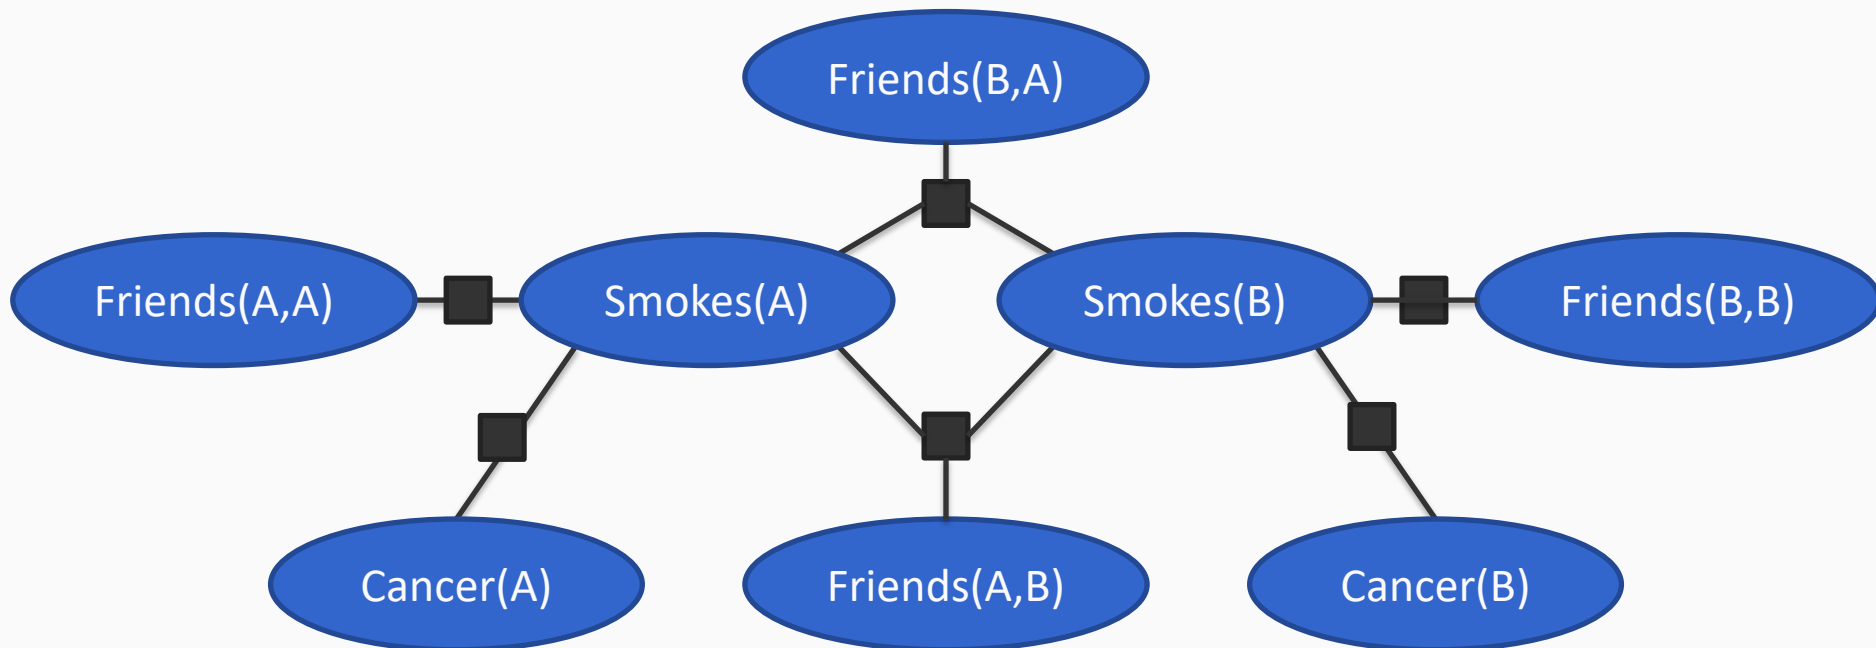 Friends(B,A)
Friends(A,A)
Smokes(A)
Smokes(B)
Friends(B,B)
Cancer(A)
Friends(A,B)
Cancer(B)